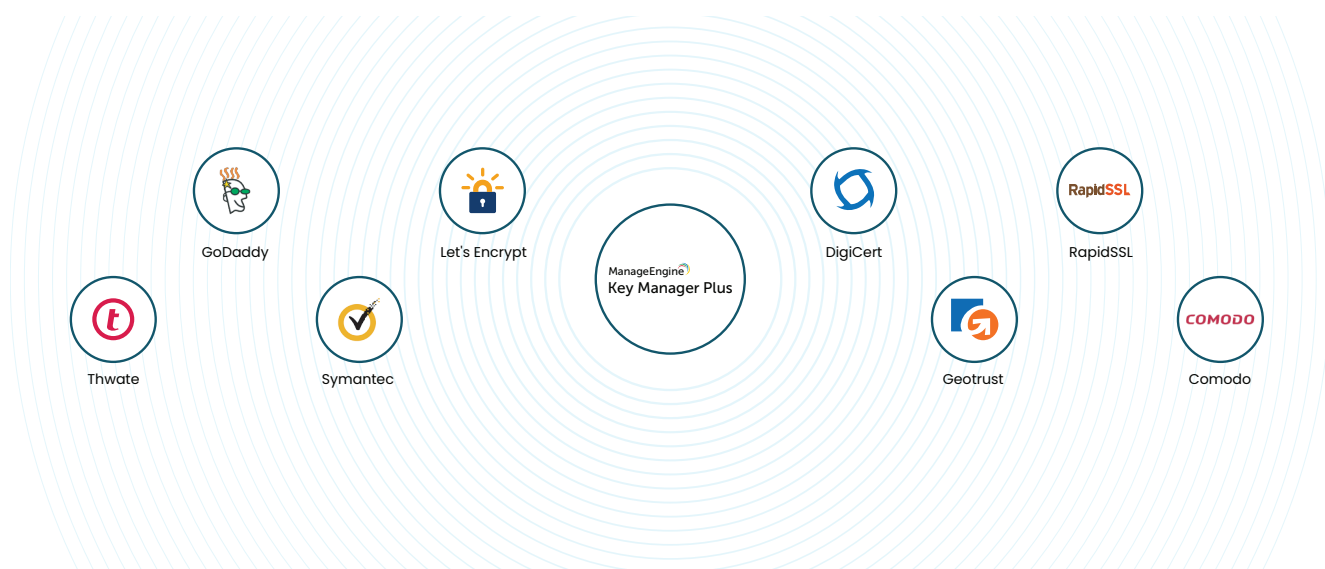 GoDaddy
Let's Encrypt
DigiCert
RapidSSL
RapidSSL
ManageEngine
Key Manager Plus
t
COMODO
Thwate
Symantec
Geotrust
Comodo